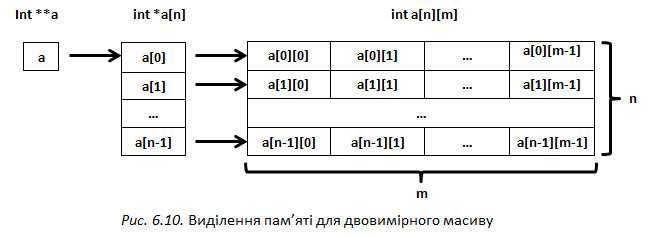 Int **a int *a[n] int a[n][m]
a a[0] a[0][0] a[0][1] ... a[0][m-1]
a[1] a[1][0] a[1][1] ... a[1][m-1]
... ... n
a[n-1] a[n-1][0] a[n-1][1] ... a[n-1][m-1]
m
Рис. 6.10. Виділення пам’яті для двовимірного масиву